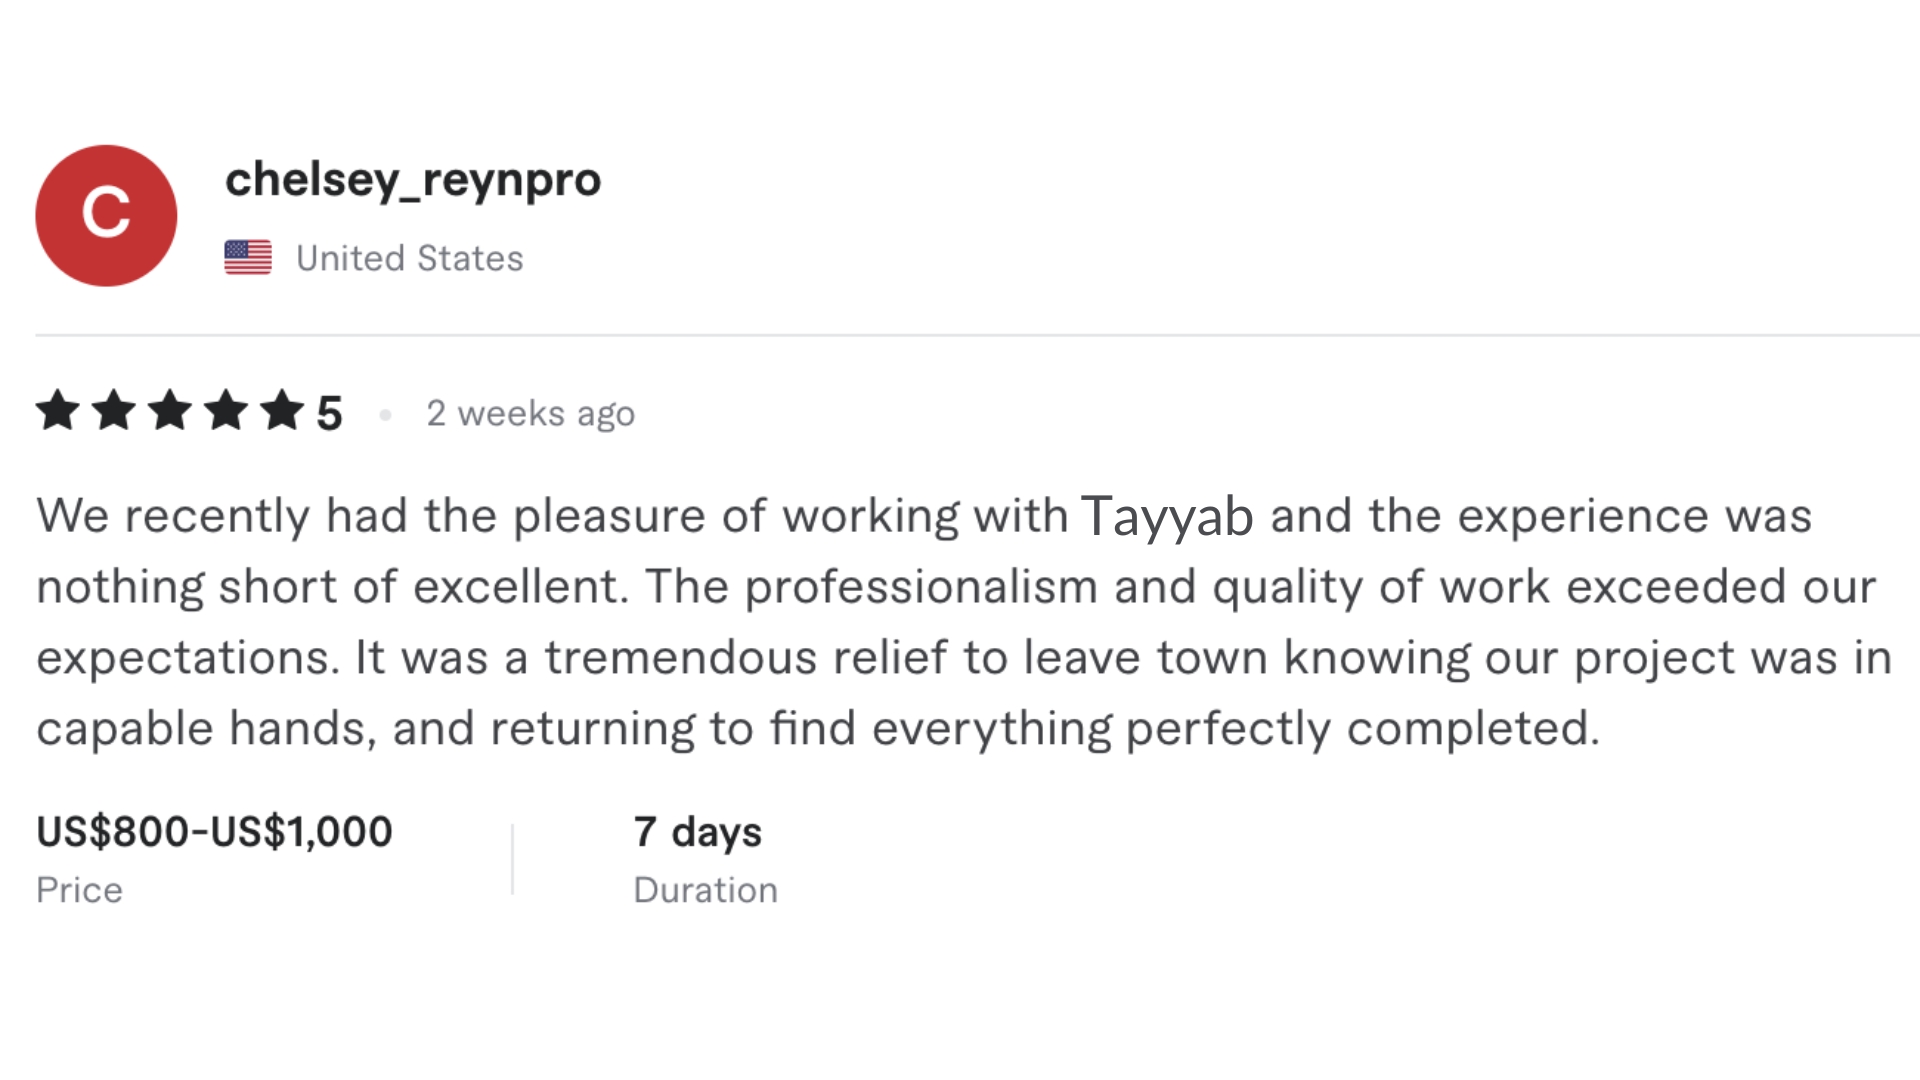 C
chelsey_reynpro
United States
5 • 2 weeks ago
We recently had the pleasure of working with Tayyab and the experience was
nothing short of excellent. The professionalism and quality of work exceeded our
expectations. It was a tremendous relief to leave town knowing our project was in
capable hands, and returning to find everything perfectly completed.
US$800-US$1,000
Price
7 days
Duration